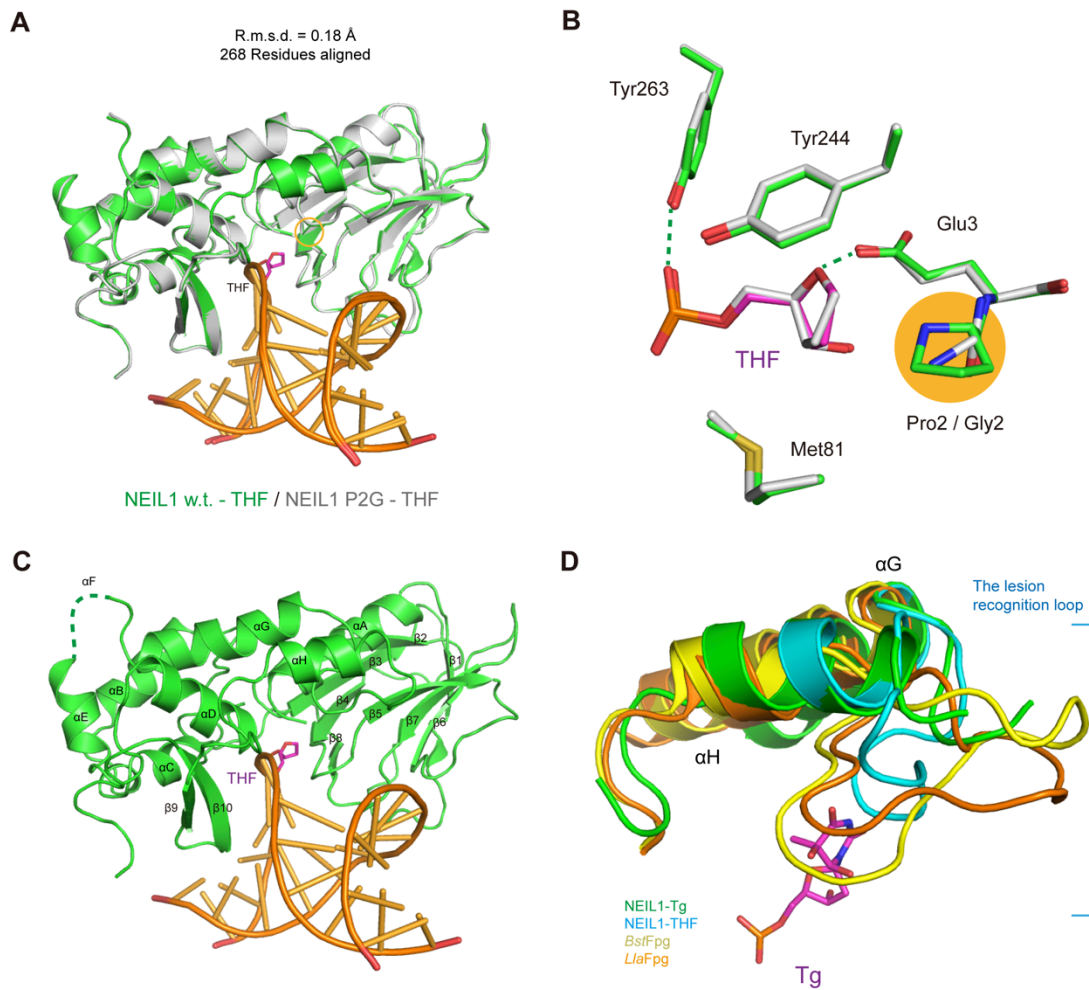 A
R.m.s.d. = 0.18 Å
268 Residues aligned
THF
NEIL1 w.t. - THF / NEIL1 P2G - THF
B
Tyr263
Tyr244
Glu3
THF
Pro2 / Gly2
Met81
C
αF
αG
αA
β2
αH
β3
β1
αB
αE
β4
αD
β5
β7
β6
β8
THF
αC
β9
β10
D
αG
The lesion
recognition loop
αH
NEIL1-Tg
NEIL1-THF
BstFpg
LlaFpg
Tg